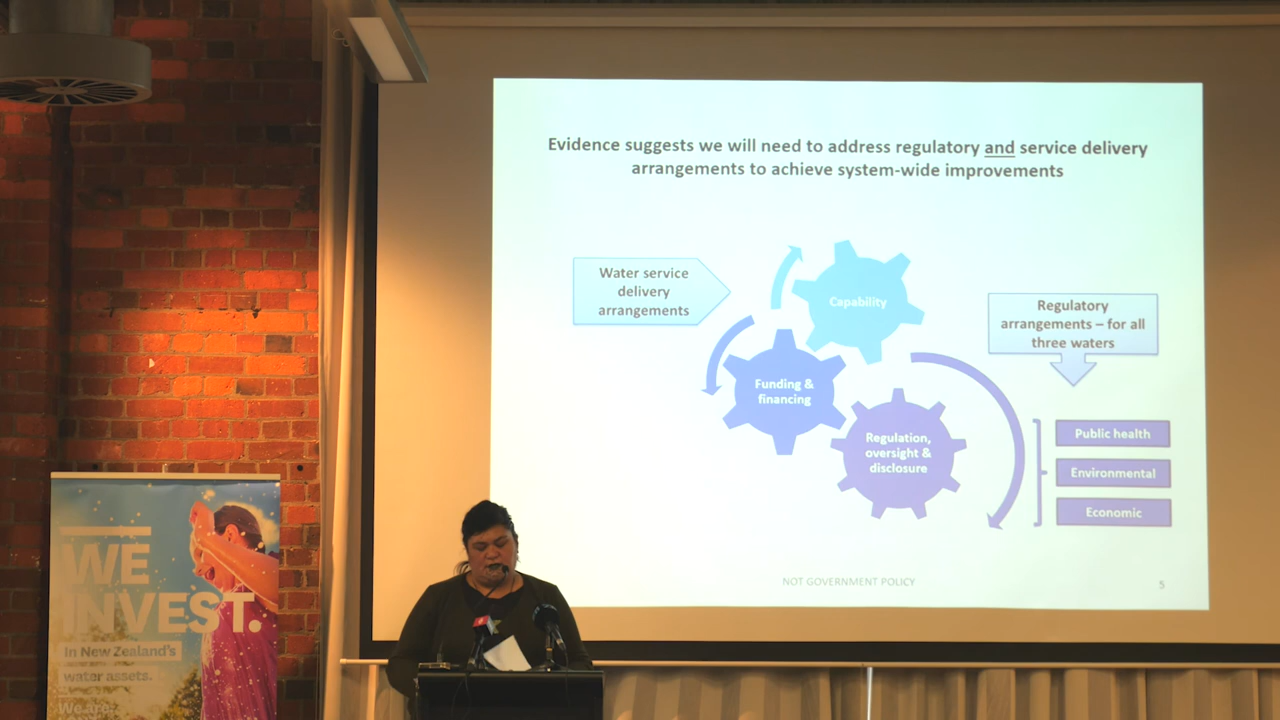 Evidence suggests we will need to address regulatory and service delivery
arrangements to achieve system-wide improvements
Water service
delivery
arrangements
Capability
Regulatory
arrangements – for all
three waters
Funding &
financing
Regulation,
oversight &
disclosure
Public health
Environmental
Economic
NOT GOVERNMENT POLICY
5
WE
INVEST.
In New Zealand's
water assets.
We are